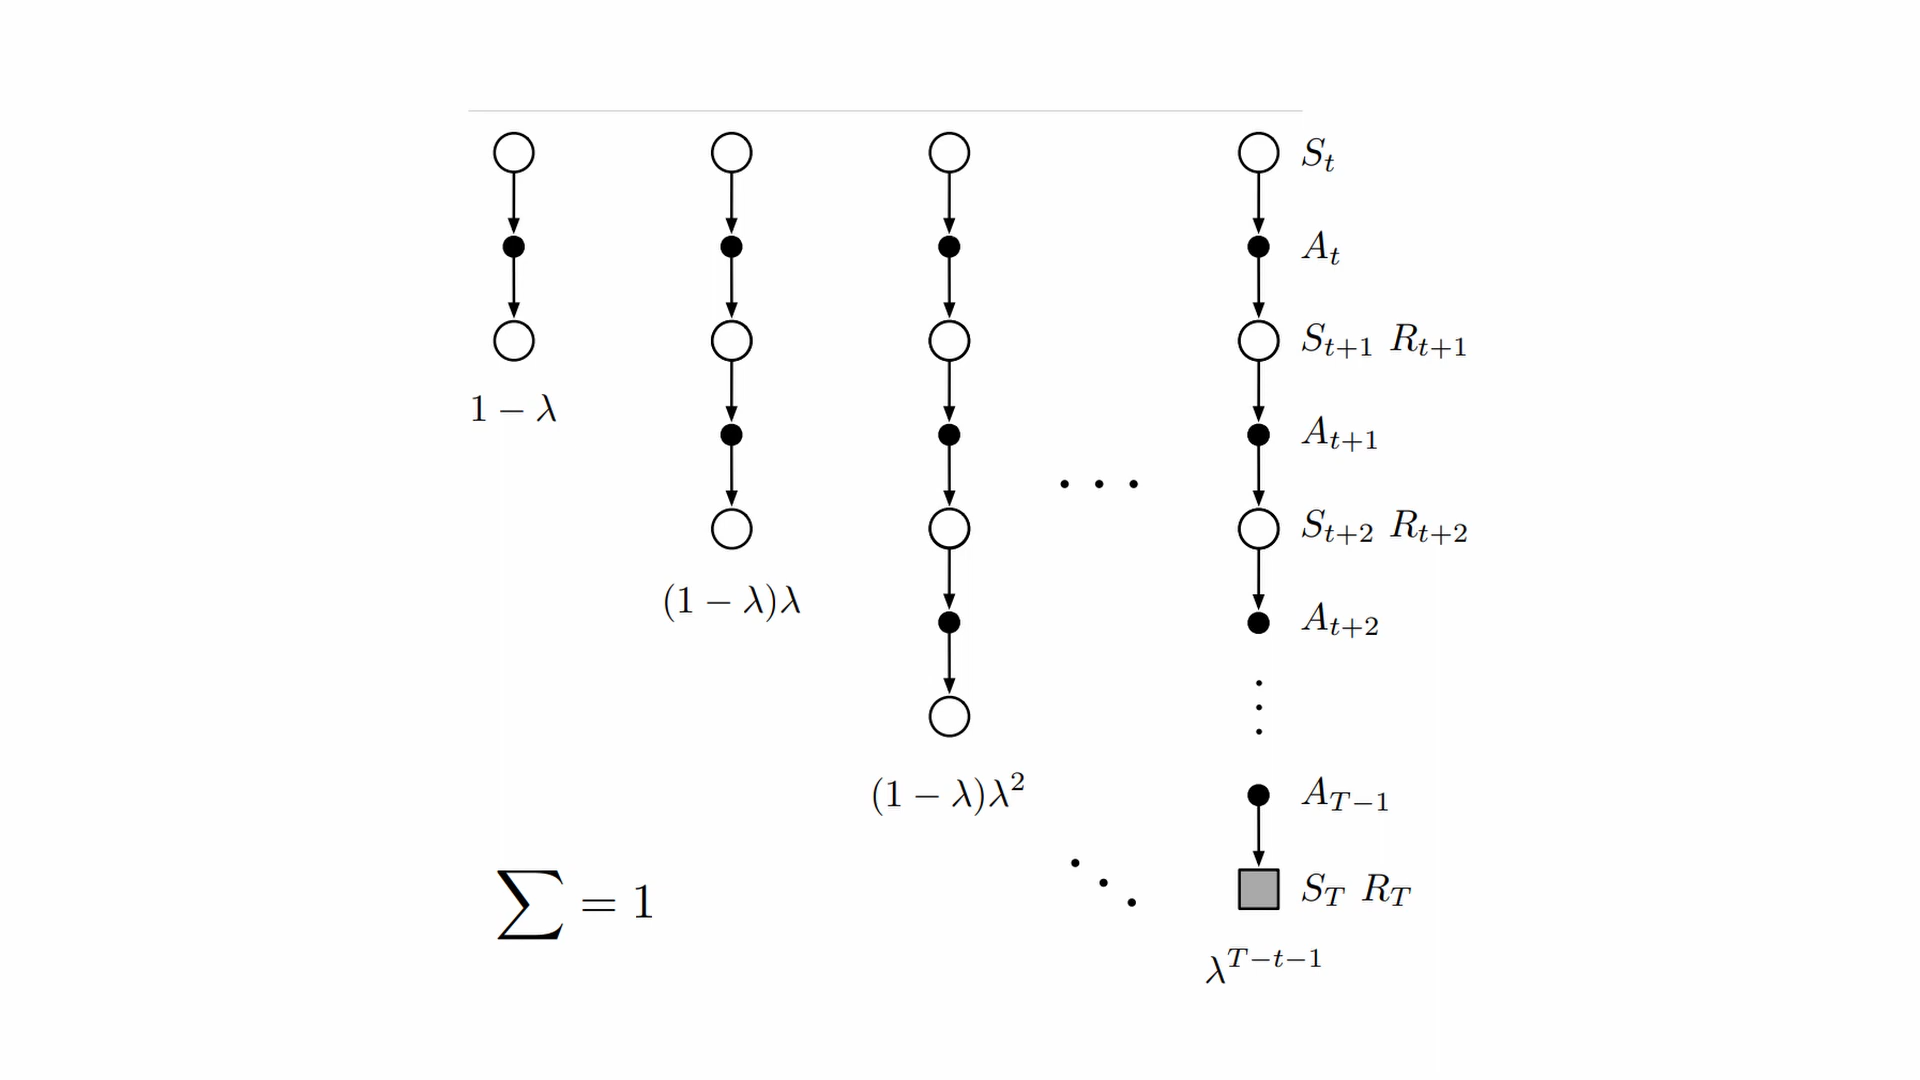 S_t
A_t
S_{t+1} R_{t+1}
1 − λ
A_{t+1}
S_{t+2} R_{t+2}
(1 − λ)λ
A_{t+2}
(1 − λ)λ^2
A_{T−1}
∑ = 1
S_T R_T
λ^{T−t−1}